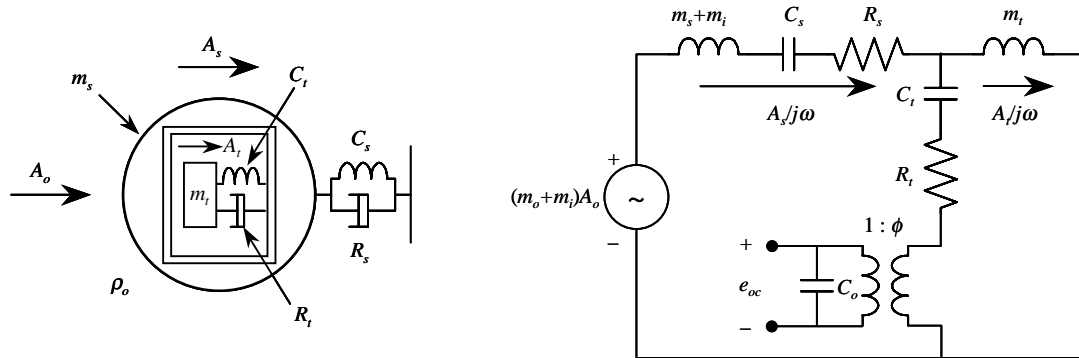 A_s
C_t
m_s
C_s
A_t
A_o
m_t
R_s
ρ_o
R_t
m_s+m_i
C_s
R_s
m_t
C_t
A_s/jω
A_t/jω
R_t
+
(m_o+m_i)A_o
~
1 : ϕ
−
+
e_oc
C_o
−